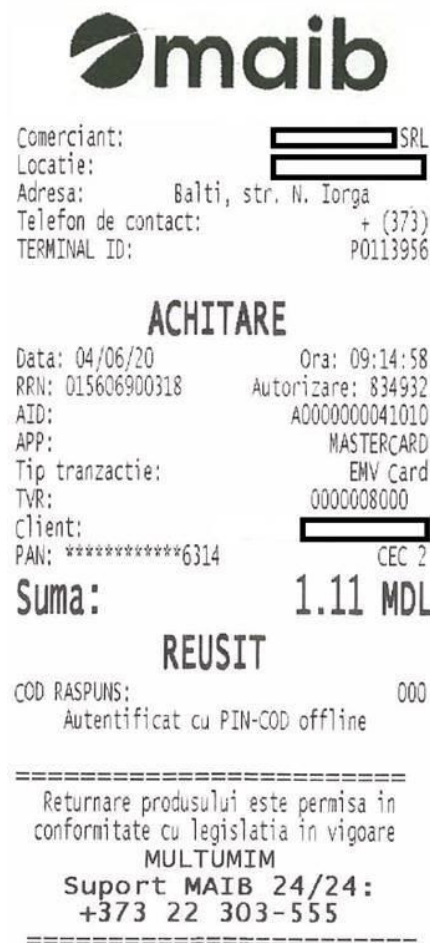 maib
Comerciant: SRL
Locatie:
Adresa: Balti, str. N. Iorga
Telefon de contact: + (373)
TERMINAL ID: P0113956
ACHITARE
Data: 04/06/20 Ora: 09:14:58
RRN: 015606900318 Autorizare: 834932
AID: A0000000041010
APP: MASTERCARD
Tip tranzactie: EMV Card
TVR: 0000008000
Client:
PAN: ************6314 CEC 2
Suma: 1.11 MDL
REUSIT
COD RASPUNS: 000
Autentificat cu PIN-COD offline
========================
Returnare produsului este permisa in
conformitate cu legislatia in vigoare
MULTUMIM
Suport MAIB 24/24:
+373 22 303-555
========================